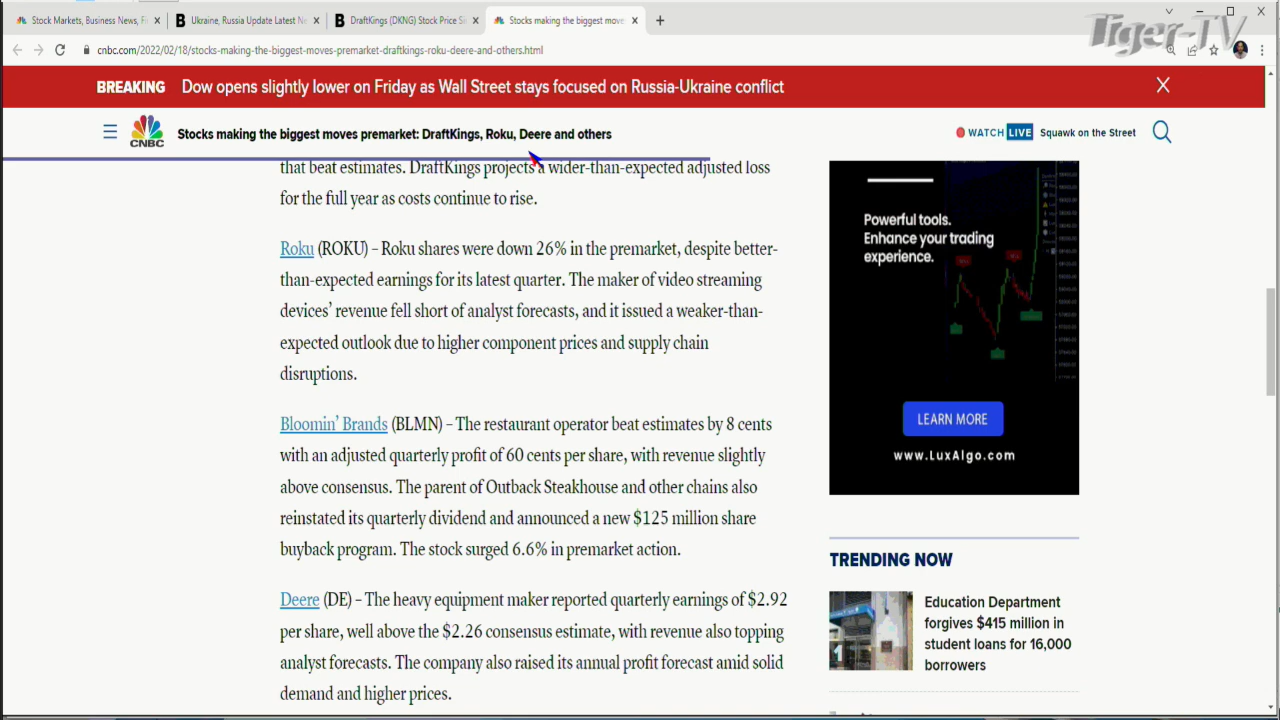 Stock Markets, Business News, Fi
Ukraine, Russia Update Latest Ne
DraftKings (DKNG) Stock Price Si
Stocks making the biggest moves
Tiger-TV
cnbc.com/2022/02/18/stocks-making-the-biggest-moves-premarket-draftkings-roku-deere-and-others.html
BREAKING Dow opens slightly lower on Friday as Wall Street stays focused on Russia-Ukraine conflict
CNBC
Stocks making the biggest moves premarket: DraftKings, Roku, Deere and others
WATCH LIVE Squawk on the Street
that beat estimates. DraftKings projects a wider-than-expected adjusted loss
for the full year as costs continue to rise.
Roku (ROKU) – Roku shares were down 26% in the premarket, despite better-
than-expected earnings for its latest quarter. The maker of video streaming
devices’ revenue fell short of analyst forecasts, and it issued a weaker-than-
expected outlook due to higher component prices and supply chain
disruptions.
Bloomin’ Brands (BLMN) – The restaurant operator beat estimates by 8 cents
with an adjusted quarterly profit of 60 cents per share, with revenue slightly
above consensus. The parent of Outback Steakhouse and other chains also
reinstated its quarterly dividend and announced a new $125 million share
buyback program. The stock surged 6.6% in premarket action.
Deere (DE) – The heavy equipment maker reported quarterly earnings of $2.92
per share, well above the $2.26 consensus estimate, with revenue also topping
analyst forecasts. The company also raised its annual profit forecast amid solid
demand and higher prices.
Powerful tools.
Enhance your trading
experience.
LEARN MORE
www.LuxAlgo.com
TRENDING NOW
Education Department
forgives $415 million in
student loans for 16,000
borrowers